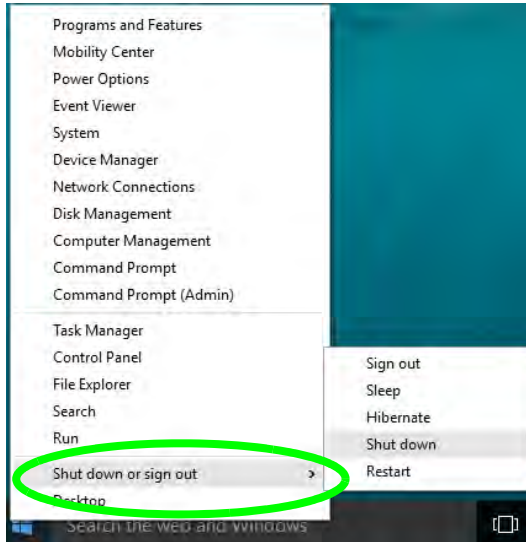 Programs and Features
Mobility Center
Power Options
Event Viewer
System
Device Manager
Network Connections
Disk Management
Computer Management
Command Prompt
Command Prompt (Admin)
Task Manager
Control Panel
File Explorer
Search
Run
Shut down or sign out
Desktop
Sign out
Sleep
Hibernate
Shut down
Restart
Search the web and Windows